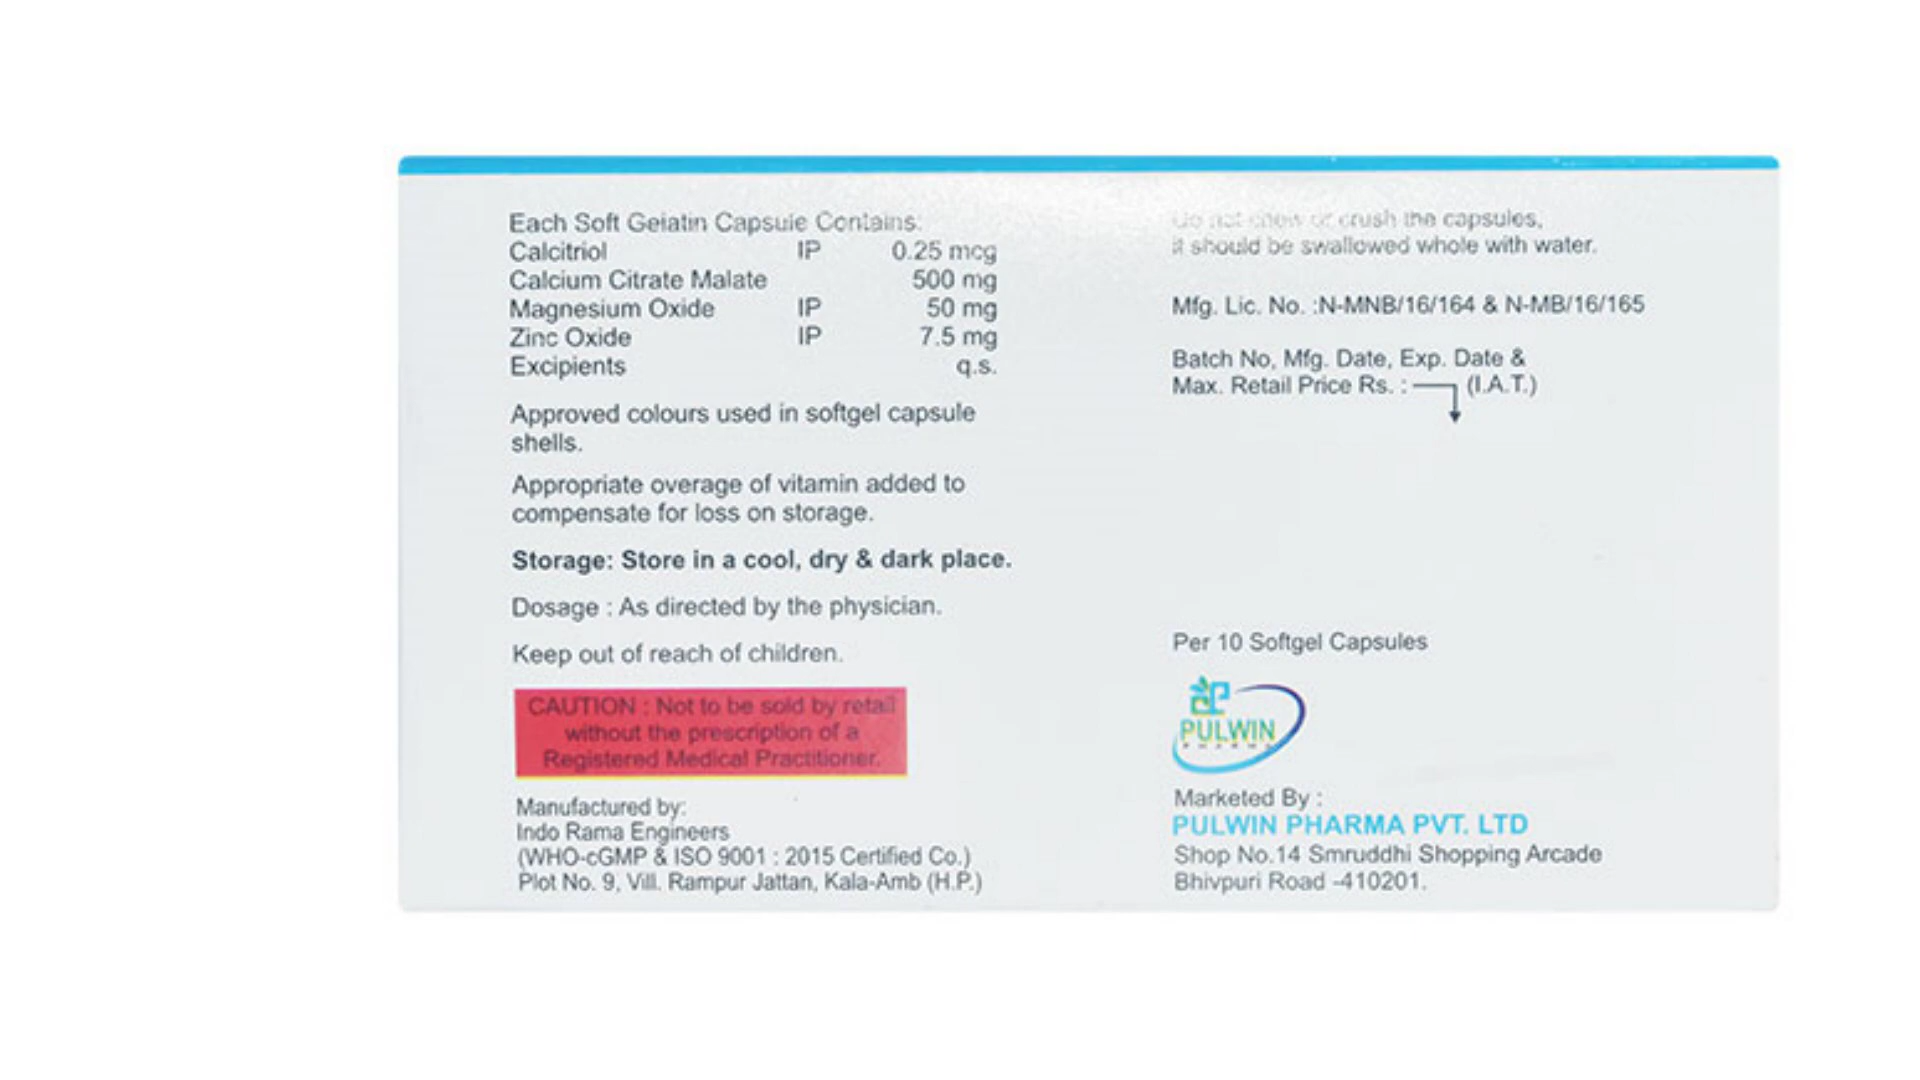 Each Soft Gelatin Capsule Contains:
Calcitriol IP 0.25 mcg
Calcium Citrate Malate 500 mg
Magnesium Oxide IP 50 mg
Zinc Oxide IP 7.5 mg
Excipients q.s.
Approved colours used in softgel capsule
shells.
Appropriate overage of vitamin added to
compensate for loss on storage.
Storage: Store in a cool, dry & dark place.
Dosage : As directed by the physician.
Keep out of reach of children.
CAUTION : Not to be sold by retail
without the prescription of a
Registered Medical Practitioner.
Manufactured by:
Indo Rama Engineers
(WHO-cGMP & ISO 9001 : 2015 Certified Co.)
Plot No. 9, Vill. Rampur Jattan, Kala-Amb (H.P.)
Do not chew or crush the capsules,
it should be swallowed whole with water.
Mfg. Lic. No. :N-MNB/16/164 & N-MB/16/165
Batch No, Mfg. Date, Exp. Date &
Max. Retail Price Rs. : (I.A.T.)
Per 10 Softgel Capsules
PULWIN
PHARMA
Marketed By :
PULWIN PHARMA PVT. LTD
Shop No.14 Smruddhi Shopping Arcade
Bhivpuri Road -410201.